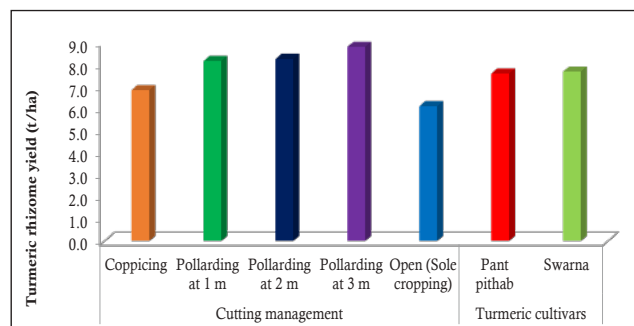 Turmeric rhizome yield (t/ha)
9.0
8.0
7.0
6.0
5.0
4.0
3.0
2.0
1.0
0.0
Coppicing
Pollarding
at 1 m
Pollarding
at 2 m
Pollarding
at 3 m
Open (Sole
cropping)
Pant
pithab
Swarna
Cutting management
Turmeric cultivars